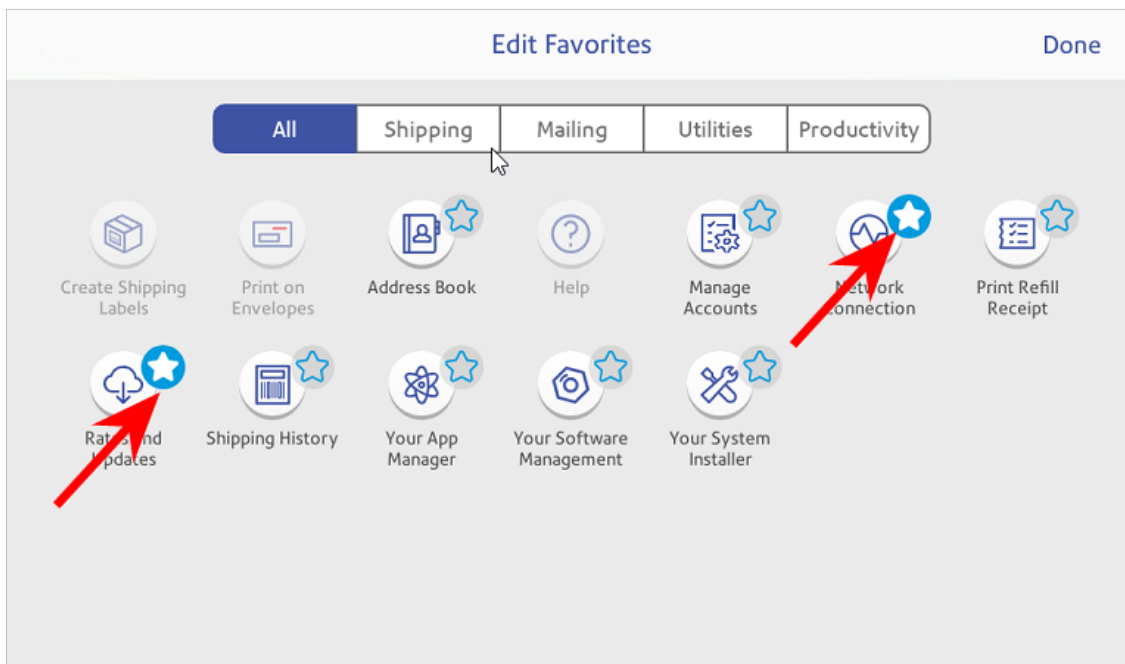 Edit Favorites
Done
All
Shipping
Mailing
Utilities
Productivity
Create Shipping
Labels
Print on
Envelopes
Address Book
Help
Manage
Accounts
Network
Connection
Print Refill
Receipt
Rates and
Updates
Shipping History
Your App
Manager
Your Software
Management
Your System
Installer